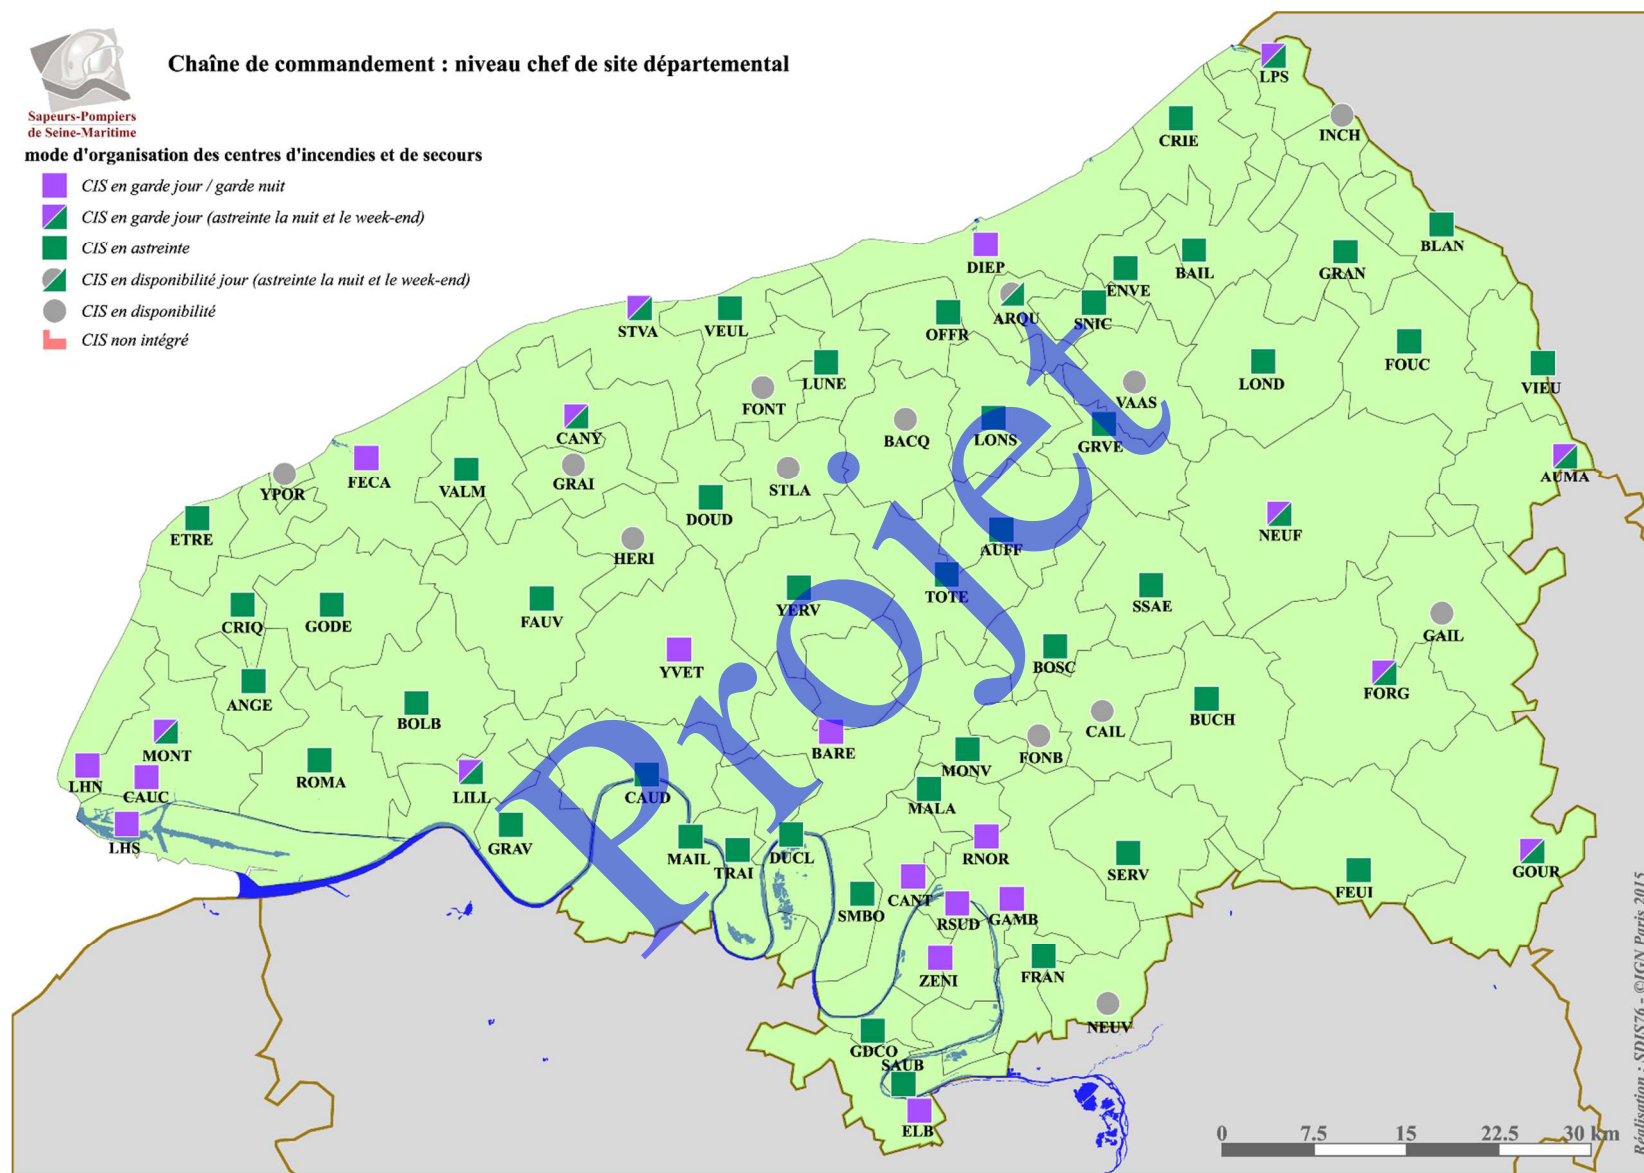 Chaîne de commandement : niveau chef de site départemental
Sapeurs-Pompiers
de Seine-Maritime
mode d'organisation des centres d'incendies et de secours
CIS en garde jour / garde nuit
CIS en garde jour (astreinte la nuit et le week-end)
CIS en astreinte
CIS en disponibilité jour (astreinte la nuit et le week-end)
CIS en disponibilité
CIS non intégré
LPS
INCH
CRIE
BLAN
DIEP
BAIL
GRAN
ENVE
ARQU
SNIC
STVA
VEUL
OFFR
FOUC
LUNE
LOND
VIEU
FONT
VAAS
CANY
BACQ
LONS
GRVE
AUMA
YPOR
FECA
VALM
GRAI
STLA
DOUD
ETRE
NEUF
HERI
AUFF
CRIQ
GODE
FAUV
YERV
TOTE
SSAE
GAIL
YVET
BOSC
ANGE
FORG
BOLB
BUCH
CAIL
MONT
BARE
FONB
MONV
LHN
CAUC
ROMA
LILL
CAUD
MALA
LHS
GRAV
MAIL
TRAI
DUCL
RNOR
SERV
GOUR
FEUI
CANT
SMBO
RSUD
GAMB
ZENI
FRAN
NEUV
GDCO
SAUB
ELB
Projet
0 7.5 15 22.5 30 km
Réalisation : SDIS76 - ©IGN Paris 2015